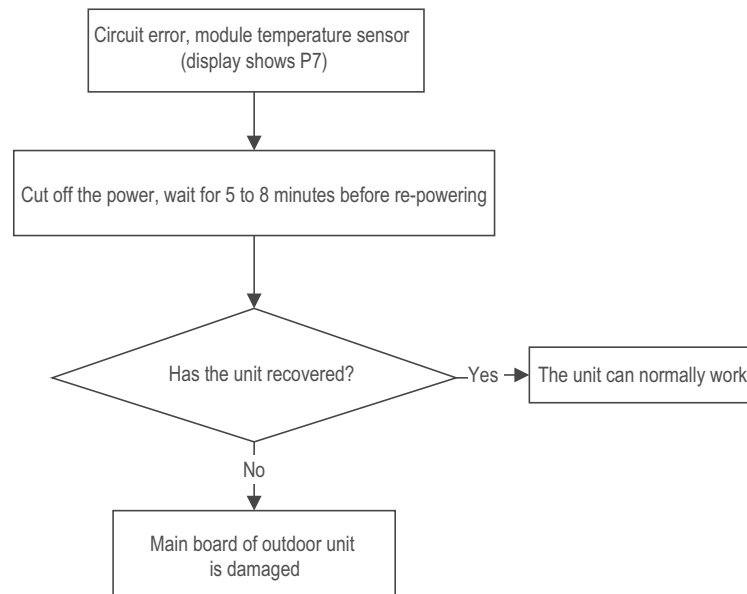 Circuit error, module temperature sensor
(display shows P7)
Cut off the power, wait for 5 to 8 minutes before re-powering
Has the unit recovered?
Yes
The unit can normally work
No
Main board of outdoor unit
is damaged